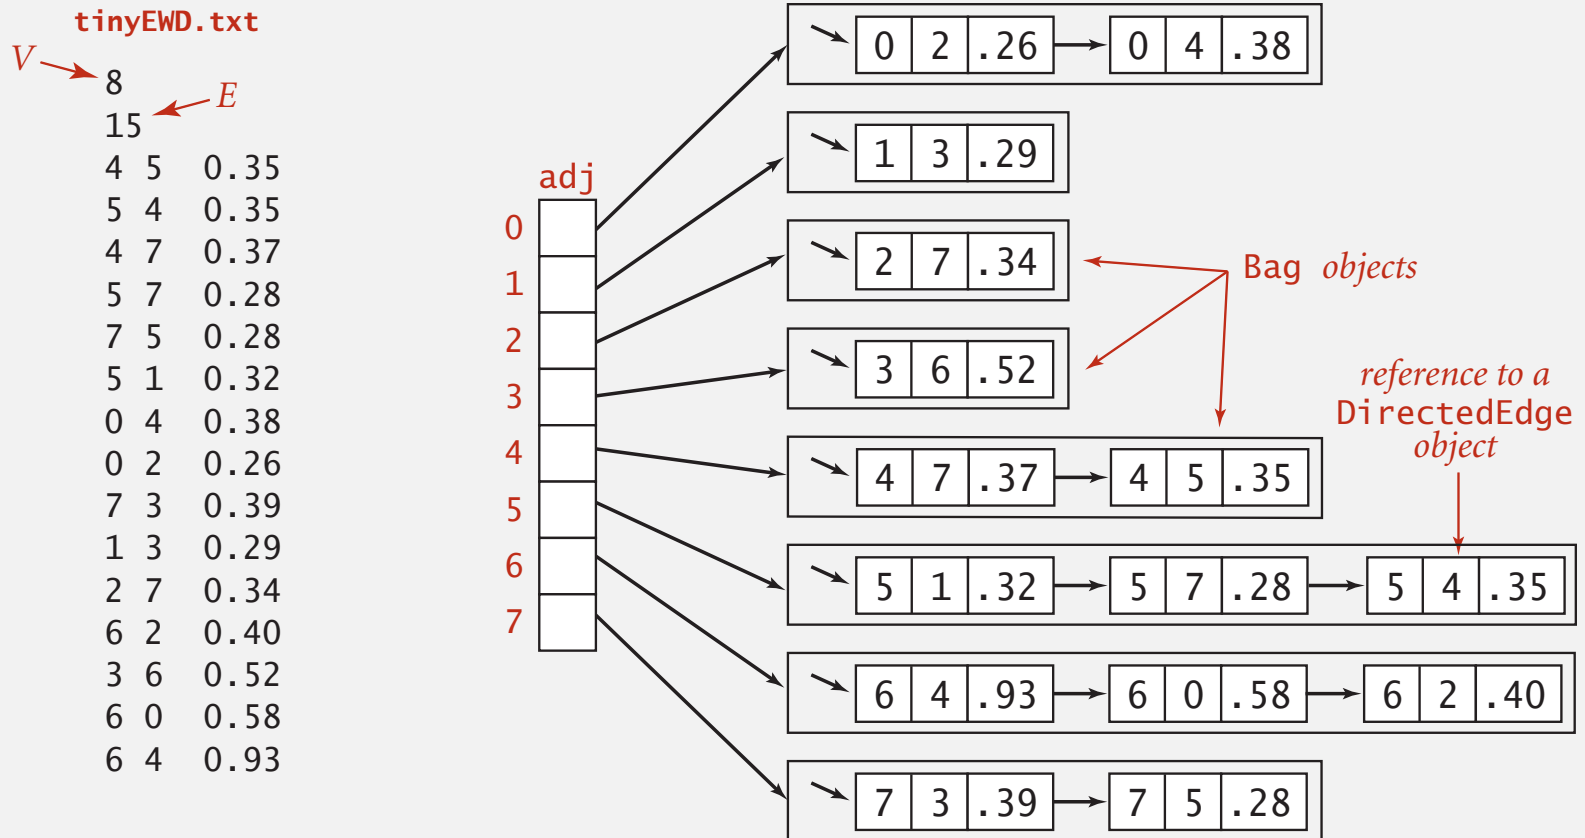 tinyEWD.txt
V
8
E
15
4 5 0.35
5 4 0.35
4 7 0.37
5 7 0.28
7 5 0.28
5 1 0.32
0 4 0.38
0 2 0.26
7 3 0.39
1 3 0.29
2 7 0.34
6 2 0.40
3 6 0.52
6 0 0.58
6 4 0.93
adj
0
1
2
3
4
5
6
7
0 2 .26 0 4 .38
1 3 .29
2 7 .34
3 6 .52
4 7 .37 4 5 .35
5 1 .32 5 7 .28 5 4 .35
6 4 .93 6 0 .58 6 2 .40
7 3 .39 7 5 .28
Bag objects
reference to a
DirectedEdge
object